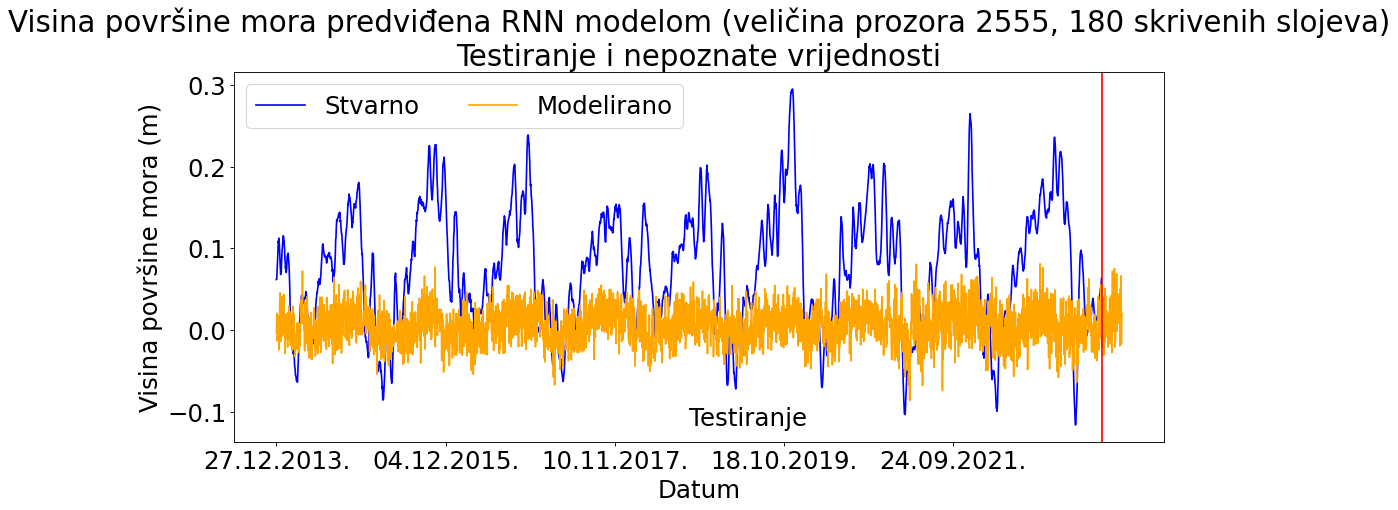 Visina površine mora predviđena RNN modelom (veličina prozora 2555, 180 skrivenih slojeva)
Testiranje i nepoznate vrijednosti
Stvarno Modelirano
Visina površine mora (m)
0.3
0.2
0.1
0.0
−0.1
Testiranje
27.12.2013. 04.12.2015. 10.11.2017. 18.10.2019. 24.09.2021.
Datum